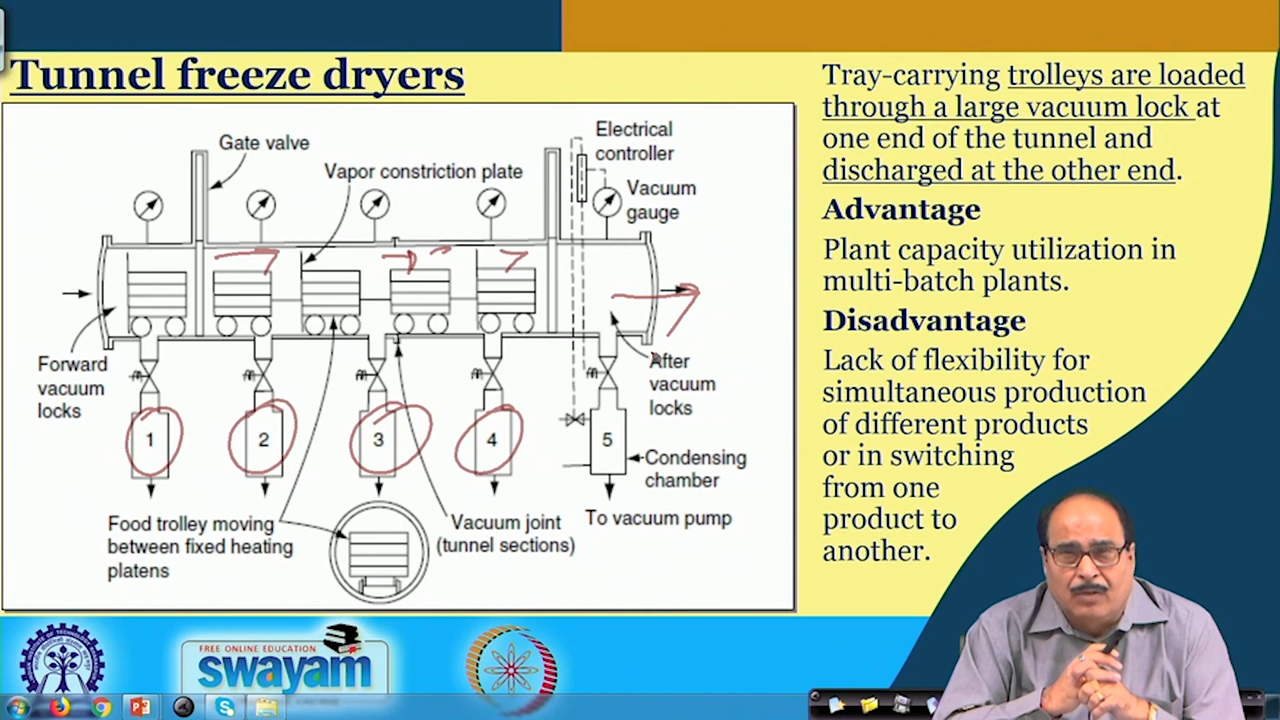 Tunnel freeze dryers
Gate valve
Vapor constriction plate
Electrical
controller
Vacuum
gauge
Forward
vacuum
locks
After
vacuum
locks
1
2
3
4
5
Condensing
chamber
To vacuum pump
Food trolley moving
between fixed heating
platens
Vacuum joint
(tunnel sections)
Tray-carrying trolleys are loaded
through a large vacuum lock at
one end of the tunnel and
discharged at the other end.
Advantage
Plant capacity utilization in
multi-batch plants.
Disadvantage
Lack of flexibility for
simultaneous production
of different products
or in switching
from one
product to
another.
FREE ONLINE EDUCATION
swayam